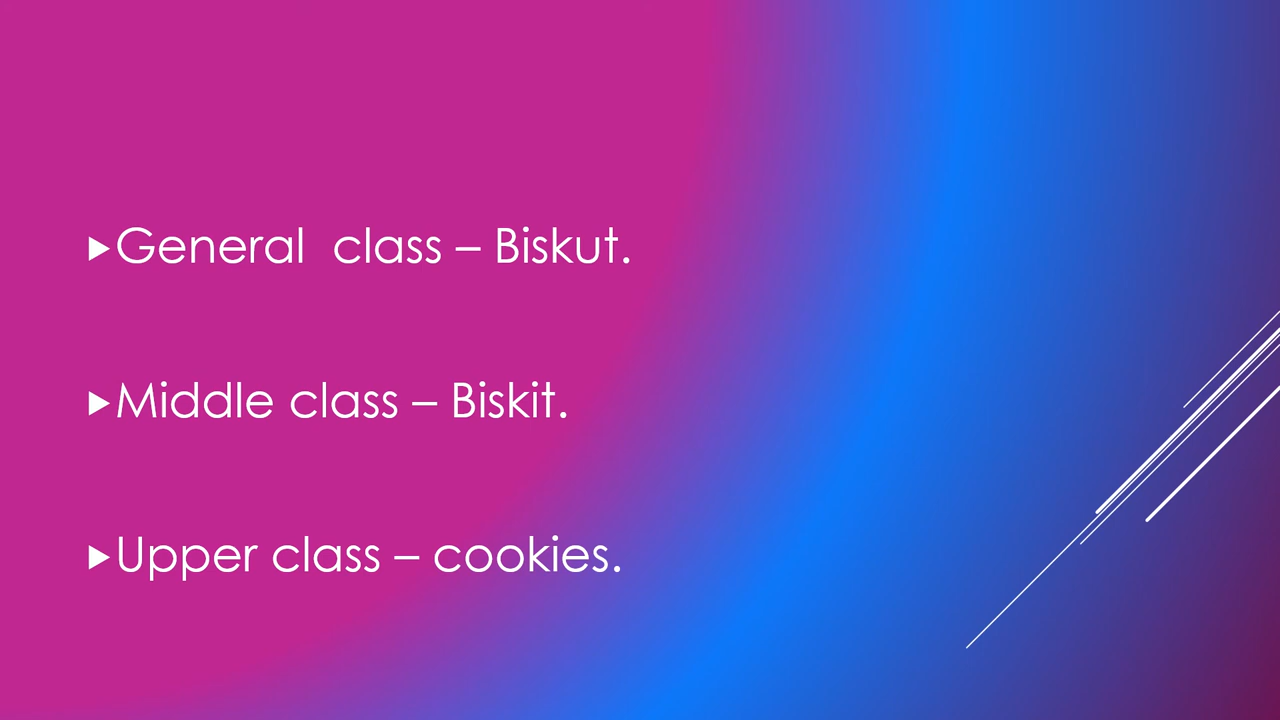 ▶General  class – Biskut.
▶Middle class – Biskit.
▶Upper class – cookies.